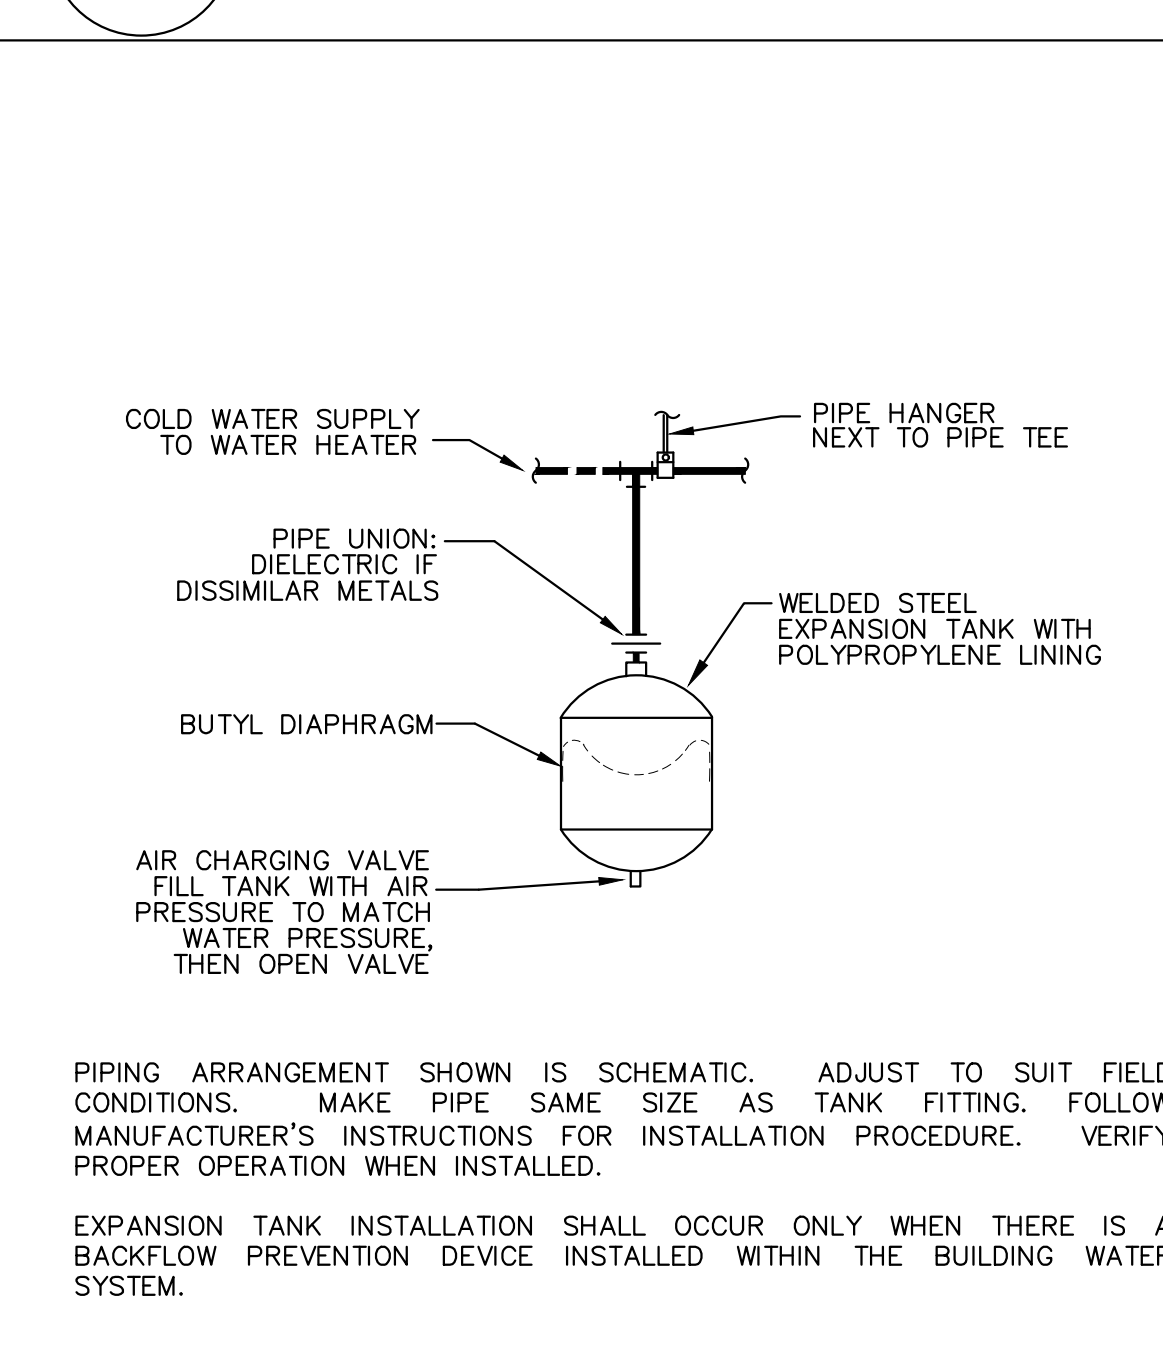 COLD WATER SUPPLY
TO WATER HEATER
PIPE HANGER
NEXT TO PIPE TEE
PIPE UNION:
DIELECTRIC IF
DISSIMILAR METALS
WELDED STEEL
EXPANSION TANK WITH
POLYPROPYLENE LINING
BUTYL DIAPHRAGM
AIR CHARGING VALVE
FILL TANK WITH AIR
PRESSURE TO MATCH
WATER PRESSURE,
THEN OPEN VALVE
PIPING ARRANGEMENT SHOWN IS SCHEMATIC. ADJUST TO SUIT FIELD
CONDITIONS. MAKE PIPE SAME SIZE AS TANK FITTING. FOLLOW
MANUFACTURER'S INSTRUCTIONS FOR INSTALLATION PROCEDURE. VERIFY
PROPER OPERATION WHEN INSTALLED.
EXPANSION TANK INSTALLATION SHALL OCCUR ONLY WHEN THERE IS A
BACKFLOW PREVENTION DEVICE INSTALLED WITHIN THE BUILDING WATER
SYSTEM.